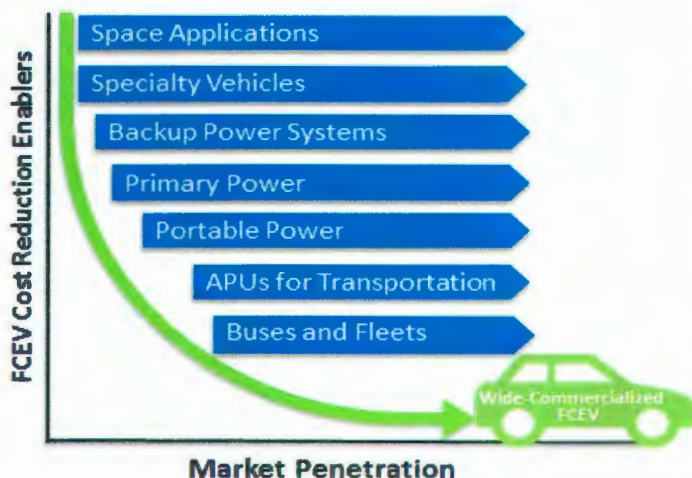 FCEV Cost Reduction Enablers
Space Applications
Specialty Vehicles
Backup Power Systems
Primary Power
Portable Power
APUs for Transportation
Buses and Fleets
Wide-Commercialized
FCEV
Market Penetration